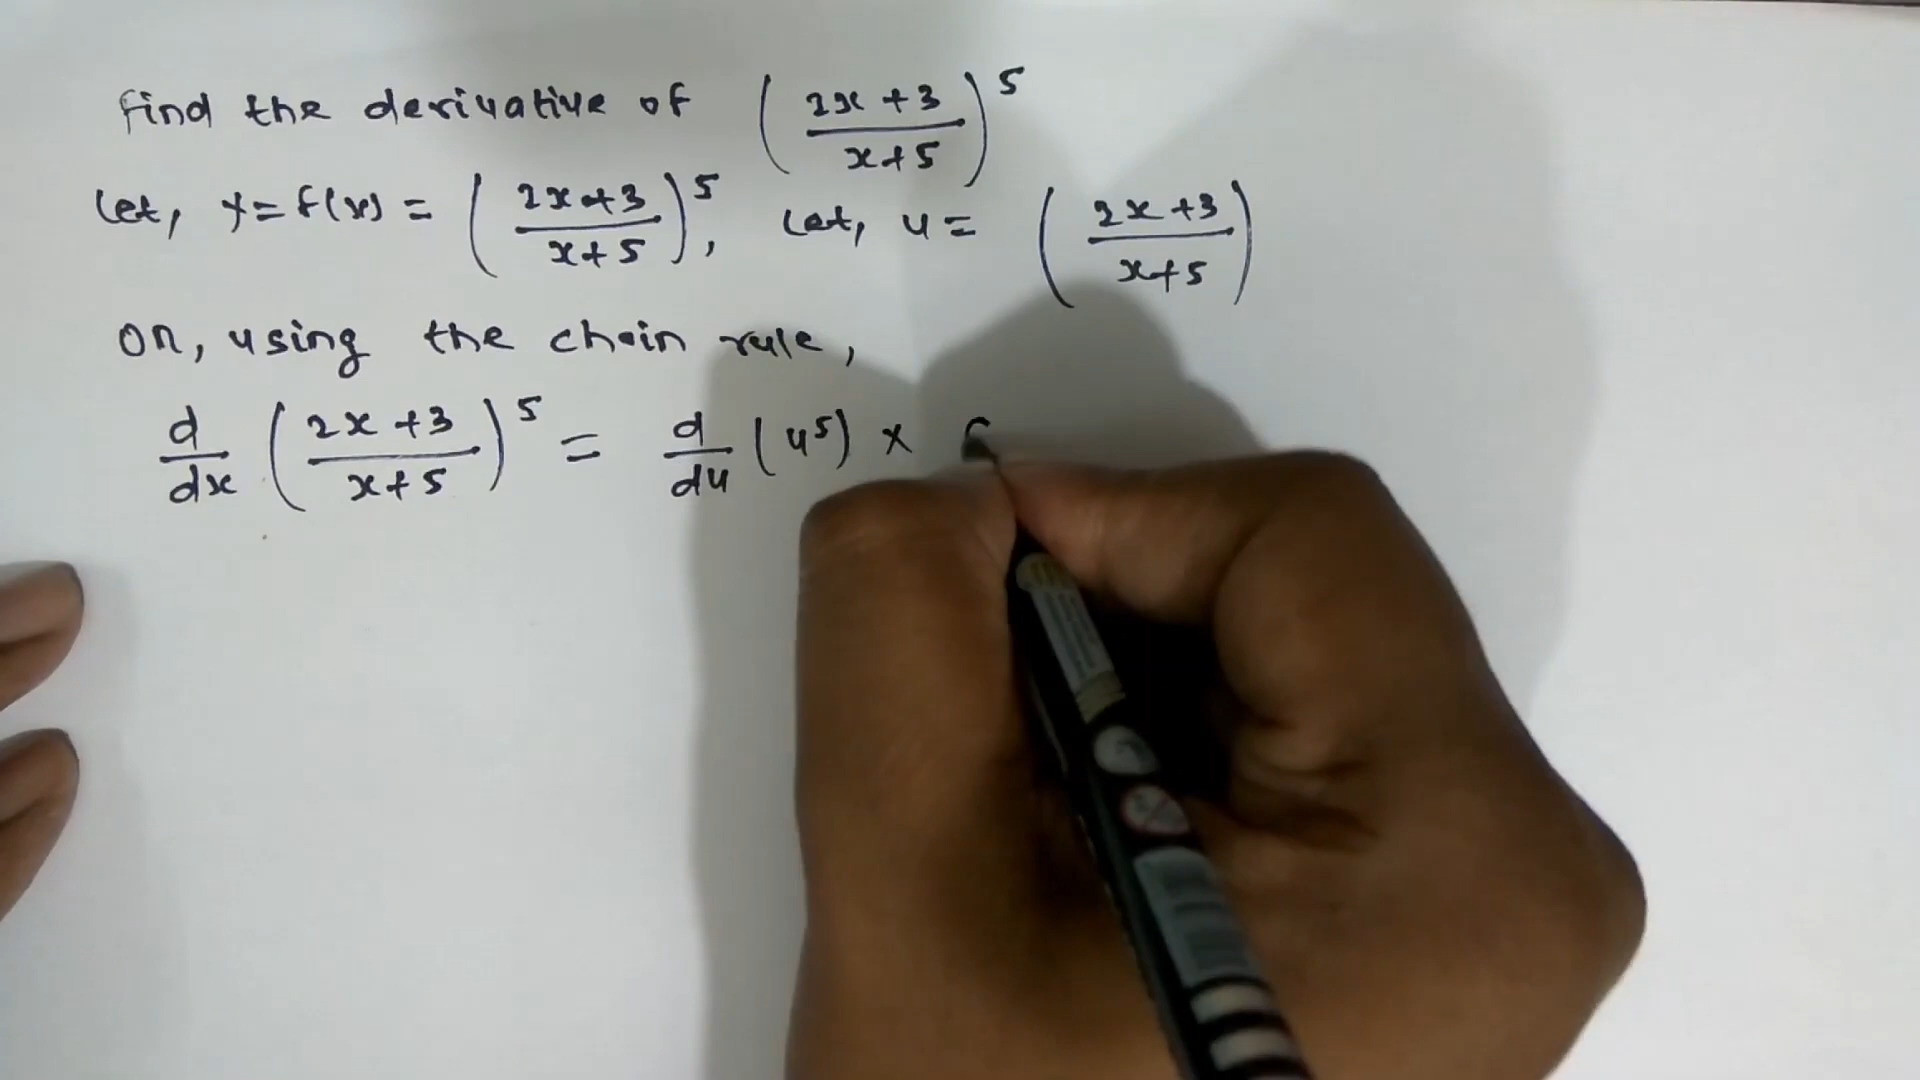 Find the derivative of (2x+3/x+5)^5
Let, y=f(x) = (2x+3/x+5)^5, Let, u = (2x+3/x+5)
On, using the chain rule,
d/dx (2x+3/x+5)^5 = d/du (u^5) ×